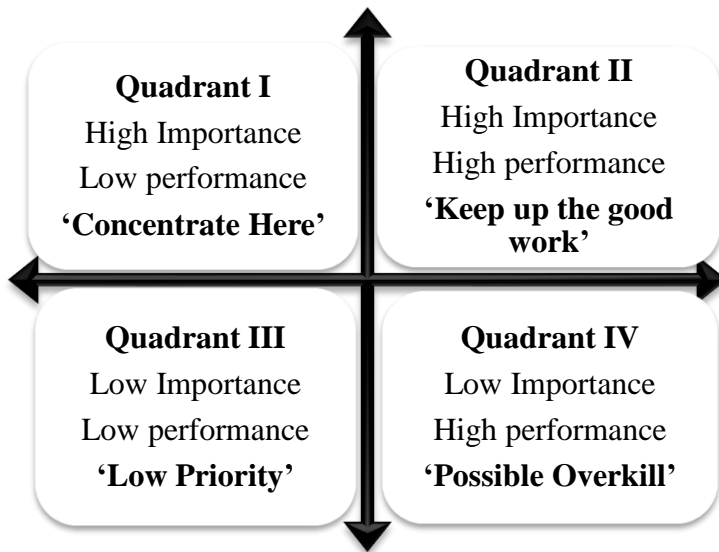 Quadrant I
High Importance
Low performance
‘Concentrate Here’
Quadrant II
High Importance
High performance
‘Keep up the good
work’
Quadrant III
Low Importance
Low performance
‘Low Priority’
Quadrant IV
Low Importance
High performance
‘Possible Overkill’